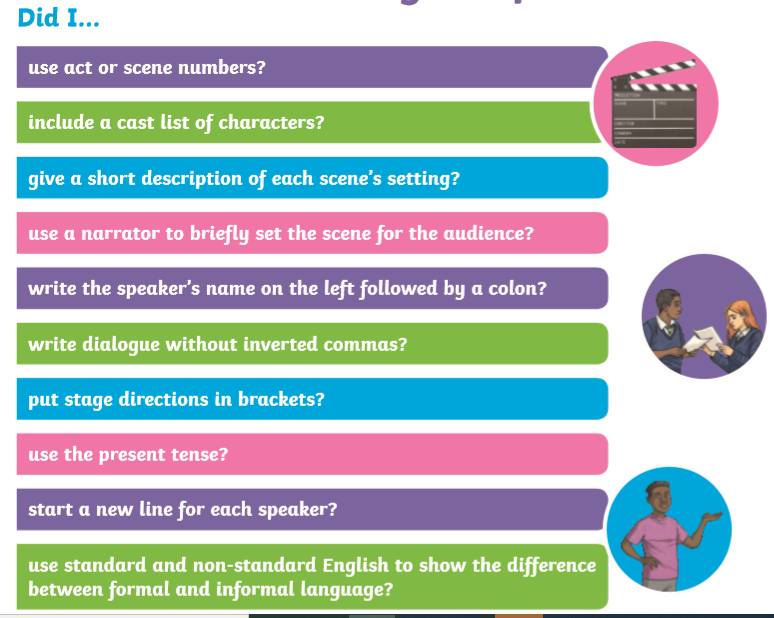 Did I...
use act or scene numbers?
include a cast list of characters?
give a short description of each scene's setting?
use a narrator to briefly set the scene for the audience?
write the speaker's name on the left followed by a colon?
write dialogue without inverted commas?
put stage directions in brackets?
use the present tense?
start a new line for each speaker?
use standard and non-standard English to show the difference
between formal and informal language?